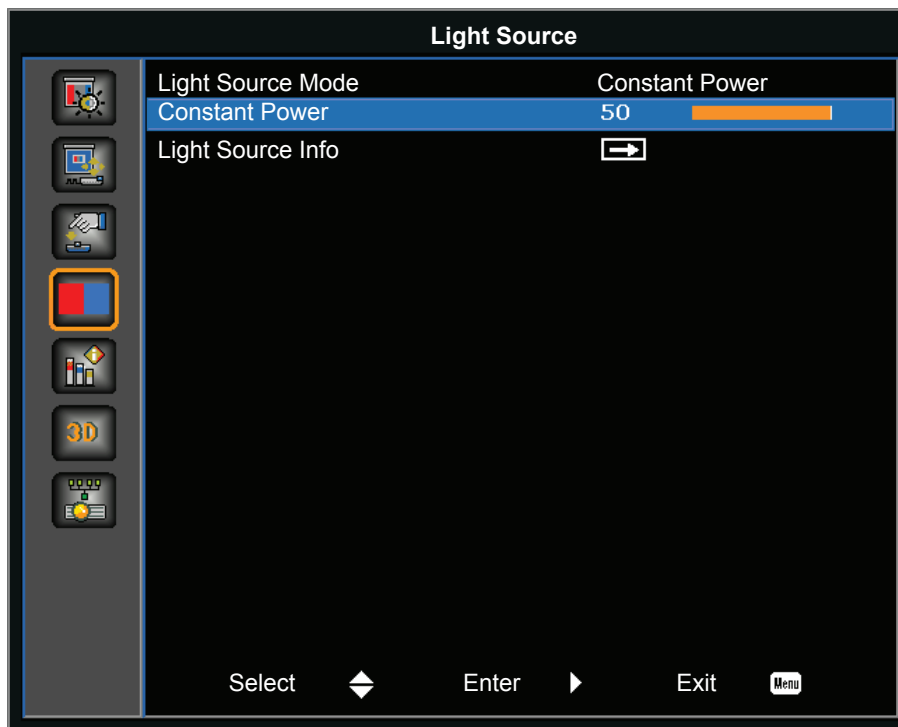 Light Source
Light Source Mode Constant Power
Constant Power 50
Light Source Info
3D
Select Enter Exit Menu